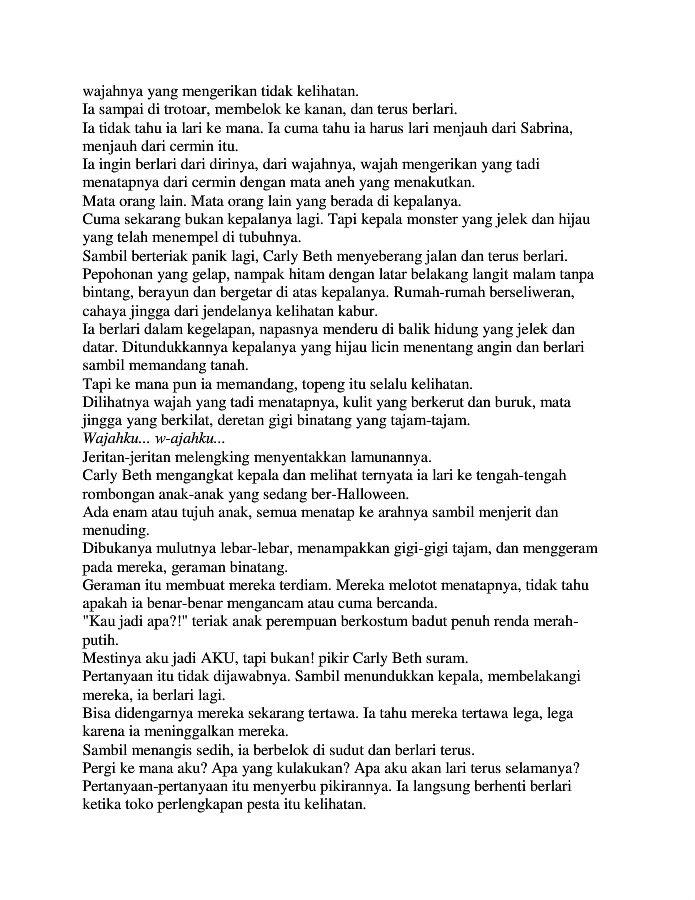 wajahnya yang mengerikan tidak kelihatan.
Ia sampai di trotoar, membelok ke kanan, dan terus berlari.
Ia tidak tahu ia lari ke mana. Ia cuma tahu ia harus lari menjauh dari Sabrina,
menjauh dari cermin itu.
Ia ingin berlari dari dirinya, dari wajahnya, wajah mengerikan yang tadi
menatapnya dari cermin dengan mata aneh yang menakutkan.
Mata orang lain. Mata orang lain yang berada di kepalanya.
Cuma sekarang bukan kepalanya lagi. Tapi kepala monster yang jelek dan hijau
yang telah menempel di tubuhnya.
Sambil berteriak panik lagi, Carly Beth menyeberang jalan dan terus berlari.
Pepohonan yang gelap, nampak hitam dengan latar belakang langit malam tanpa
bintang, berayun dan bergetar di atas kepalanya. Rumah-rumah berseliweran,
cahaya jingga dari jendelanya kelihatan kabur.
Ia berlari dalam kegelapan, napasnya menderu di balik hidung yang jelek dan
datar. Ditundukkannya kepalanya yang hijau licin menentang angin dan berlari
sambil memandang tanah.
Tapi ke mana pun ia memandang, topeng itu selalu kelihatan.
Dilihatnya wajah yang tadi menatapnya, kulit yang berkerut dan buruk, mata
jingga yang berkilat, deretan gigi binatang yang tajam-tajam.
Wajahku... w-ajahku...
Jeritan-jeritan melengking menyentakkan lamunannya.
Carly Beth mengangkat kepala dan melihat ternyata ia lari ke tengah-tengah
rombongan anak-anak yang sedang ber-Halloween.
Ada enam atau tujuh anak, semua menatap ke arahnya sambil menjerit dan
menuding.
Dibukanya mulutnya lebar-lebar, menampakkan gigi-gigi tajam, dan menggeram
pada mereka, geraman binatang.
Geraman itu membuat mereka terdiam. Mereka melotot menatapnya, tidak tahu
apakah ia benar-benar mengancam atau cuma bercanda.
"Kau jadi apa?!" teriak anak perempuan berkostum badut penuh renda merah-
putih.
Mestinya aku jadi AKU, tapi bukan! pikir Carly Beth suram.
Pertanyaan itu tidak dijawabnya. Sambil menundukkan kepala, membelakangi
mereka, ia berlari lagi.
Bisa didengarnya mereka sekarang tertawa. Ia tahu mereka tertawa lega, lega
karena ia meninggalkan mereka.
Sambil menangis sedih, ia berbelok di sudut dan berlari terus.
Pergi ke mana aku? Apa yang kulakukan? Apa aku akan lari terus selamanya?
Pertanyaan-pertanyaan itu menyerbu pikirannya. Ia langsung berhenti berlari
ketika toko perlengkapan pesta itu kelihatan.